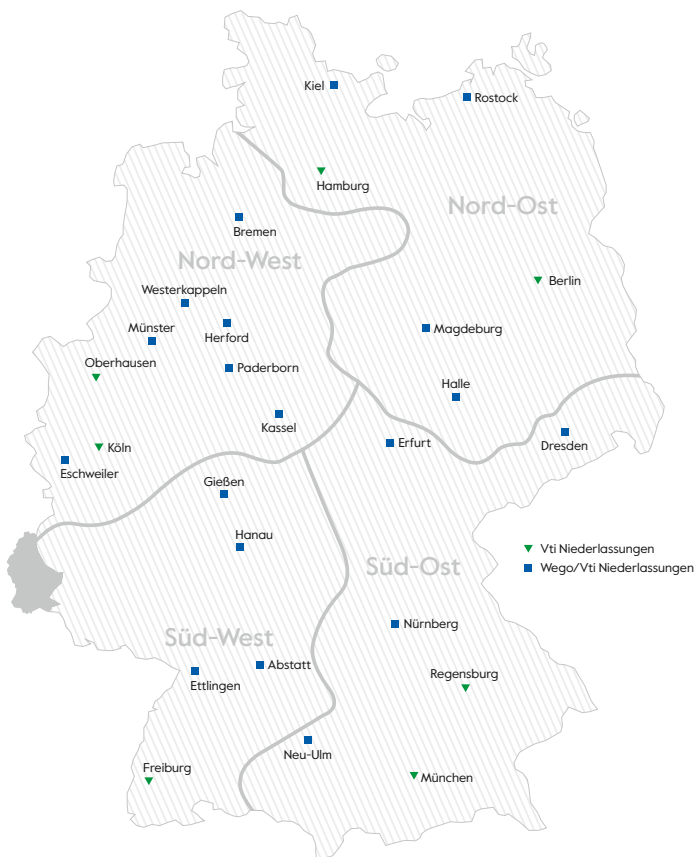 Kiel
Rostock
Hamburg
Nord-Ost
Bremen
Nord-West
Berlin
Westerkappeln
Münster
Herford
Magdeburg
Oberhausen
Paderborn
Halle
Kassel
Erfurt
Dresden
Köln
Eschweiler
Gießen
Hanau
Vti Niederlassungen
Wego/Vti Niederlassungen
Süd-Ost
Nürnberg
Süd-West
Abstatt
Regensburg
Ettlingen
Neu-Ulm
Freiburg
München